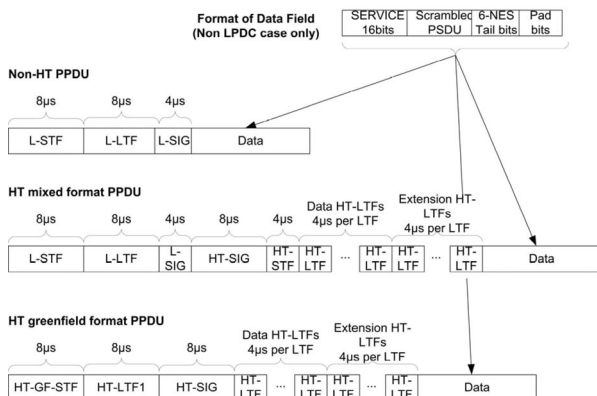 Format of Data Field
(Non LPDC case only)
SERVICE 16bits
Scrambled PSDU
6-NES Tail bits
Pad bits
Non-HT PPDU
8µs 8µs 4µs
L-STF L-LTF L-SIG Data
HT mixed format PPDU
Data HT-LTFs
4µs per LTF
Extension HT-
LTFs
4µs per LTF
8µs 8µs 4µs 8µs 4µs
L-STF L-LTF L-SIG HT-SIG HT-STF HT-LTF ... HT-LTF HT-LTF ... HT-LTF Data
HT greenfield format PPDU
Data HT-LTFs
4µs per LTF
Extension HT-
LTFs
4µs per LTF
8µs 8µs 8µs
HT-GF-STF HT-LTF1 HT-SIG HT-LTF ... HT-LTF HT-LTF ... HT-LTF Data